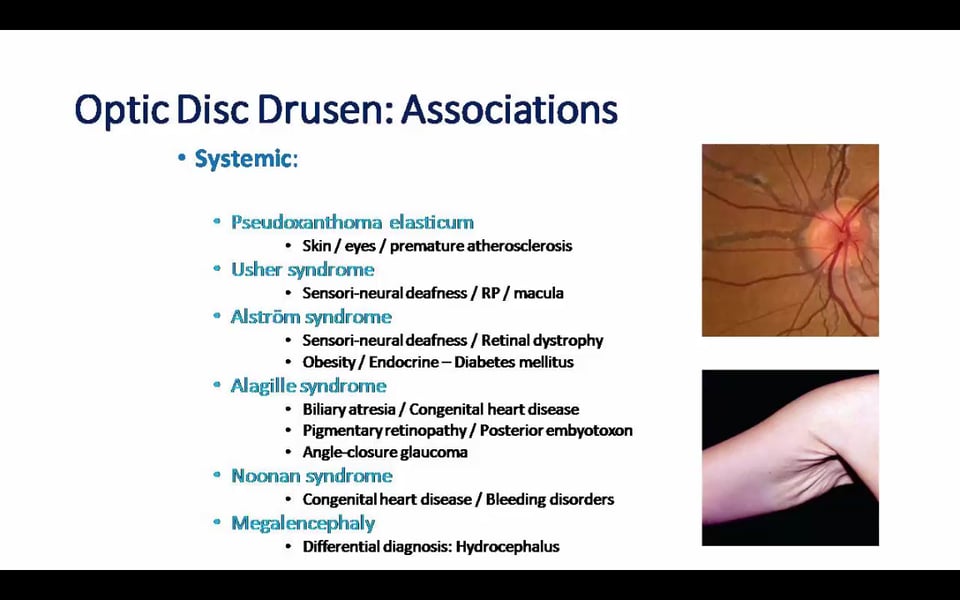 Optic Disc Drusen: Associations
• Systemic:
• Pseudoxanthoma elasticum
• Skin / eyes / premature atherosclerosis
• Usher syndrome
• Sensori-neural deafness / RP / macula
• Alström syndrome
• Sensori-neural deafness / Retinal dystrophy
• Obesity / Endocrine – Diabetes mellitus
• Alagille syndrome
• Biliary atresia / Congenital heart disease
• Pigmentary retinopathy / Posterior embyotoxon
• Angle-closure glaucoma
• Noonan syndrome
• Congenital heart disease / Bleeding disorders
• Megalencephaly
• Differential diagnosis: Hydrocephalus